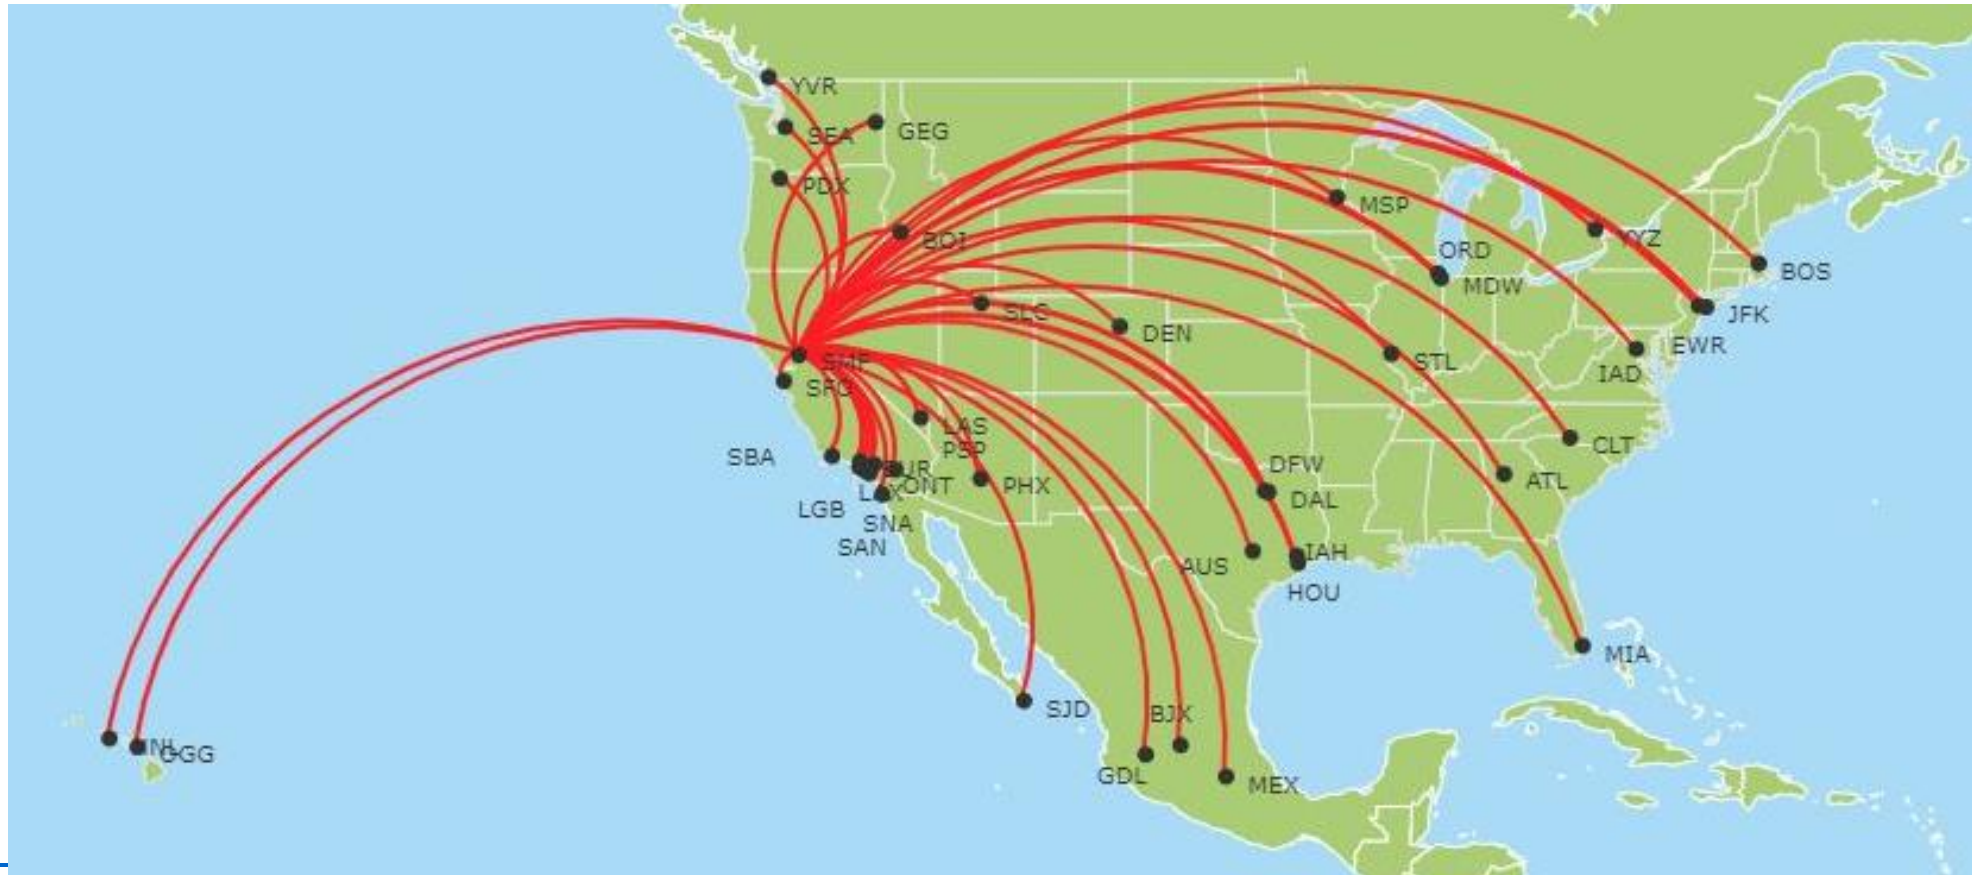 YVR
SEA
GEG
PDX
MSP
BOI
YYZ
ORD
BOS
MDW
SLC
JFK
DEN
EWR
SMF
STL
IAD
SFO
LAS
CLT
PSP
SBA
BUR
DFW
ONT
PHX
ATL
LAX
DAL
LGB
SNA
SAN
IAH
AUS
HOU
MIA
SJD
BJX
HNL
OGG
GDL
MEX